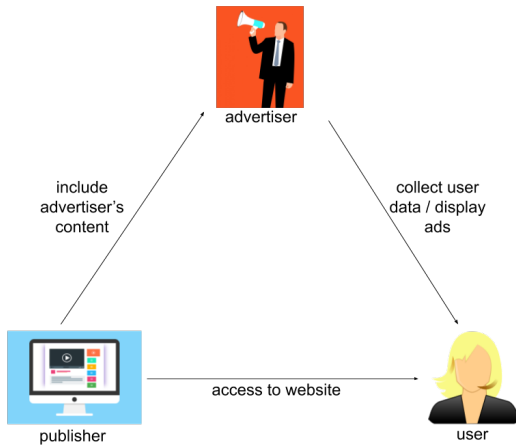 advertiser
include
advertiser's
content
collect user
data / display
ads
access to website
publisher
user